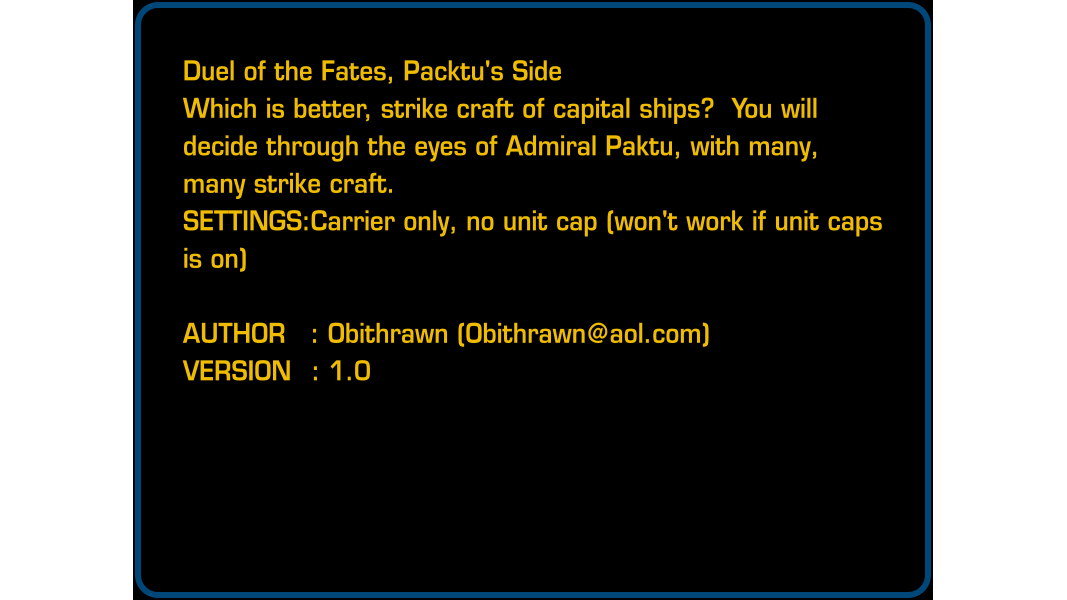 Duel of the Fates, Packtu's Side
Which is better, strike craft of capital ships?  You will
decide through the eyes of Admiral Paktu, with many,
many strike craft.
SETTINGS:Carrier only, no unit cap (won't work if unit caps
is on)
AUTHOR   : Obithrawn (Obithrawn@aol.com)
VERSION  : 1.0